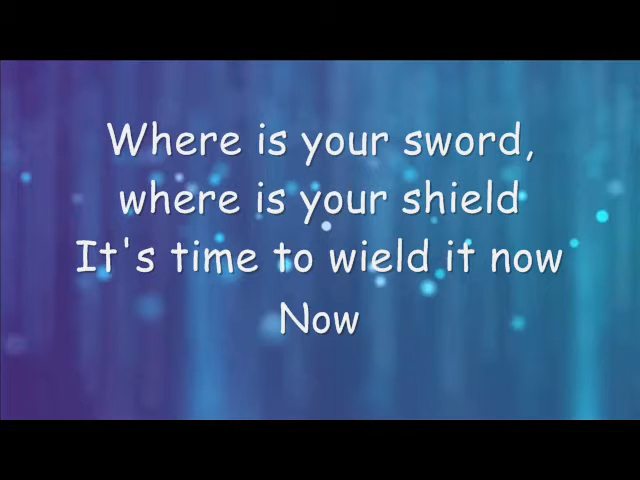 Where is your sword,
where is your shield
It's time to wield it now
Now